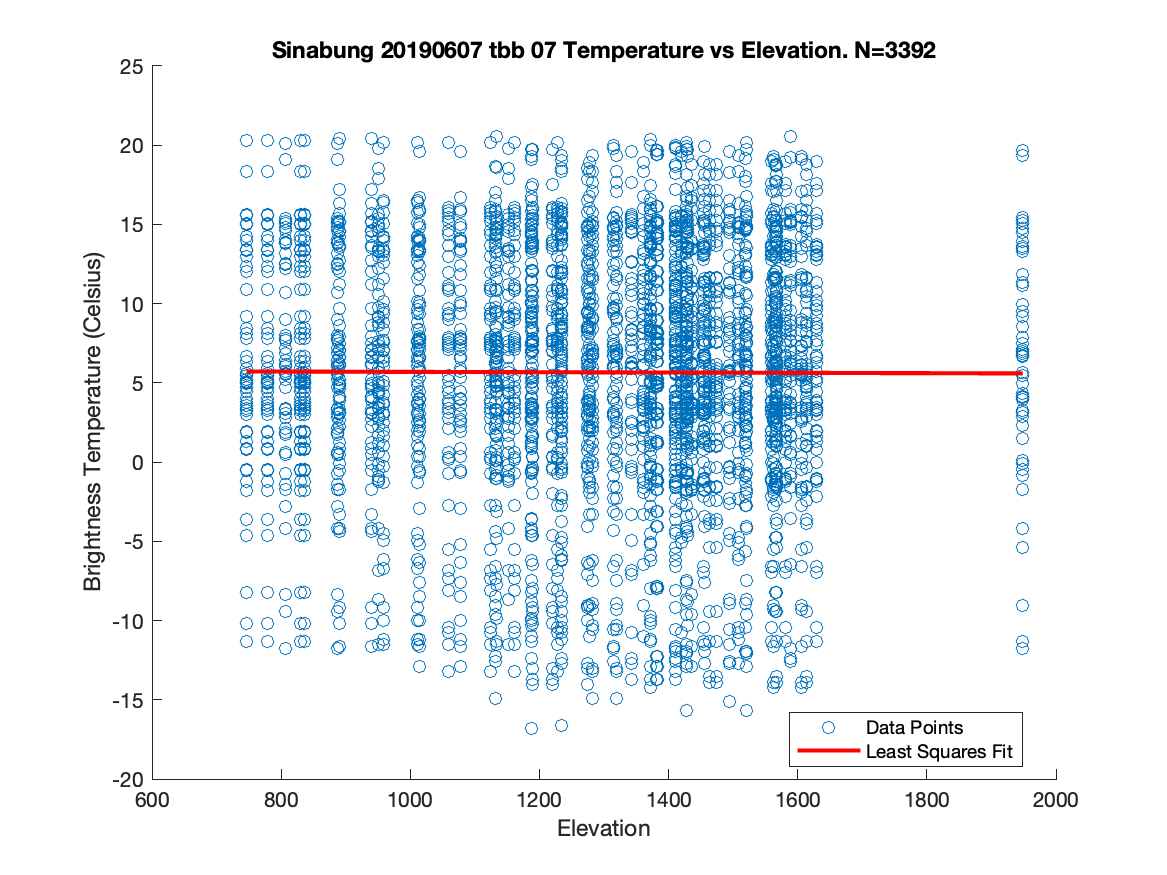 Sinabung 20190607 tbb 07 Temperature vs Elevation. N=3392
25
20
15
10
5
0
-5
-10
-15
-20
Brightness Temperature (Celsius)
600 800 1000 1200 1400 1600 1800 2000
Elevation
Data Points
Least Squares Fit